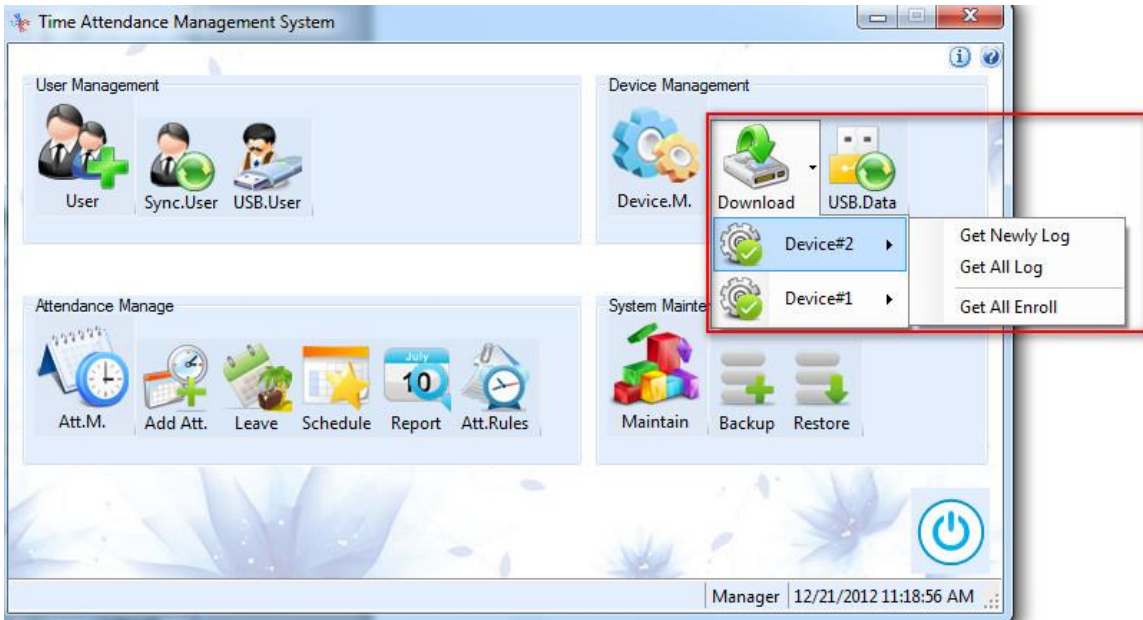 Time Attendance Management System
User Management
User
Sync.User
USB.User
Device Management
Device.M.
Download
USB.Data
Device#2
Get Newly Log
Get All Log
Get All Enroll
Device#1
Attendance Manage
Att.M.
Add Att.
Leave
Schedule
July
10
Report
Att.Rules
System Mainte
Maintain
Backup
Restore
Manager
12/21/2012 11:18:56 AM